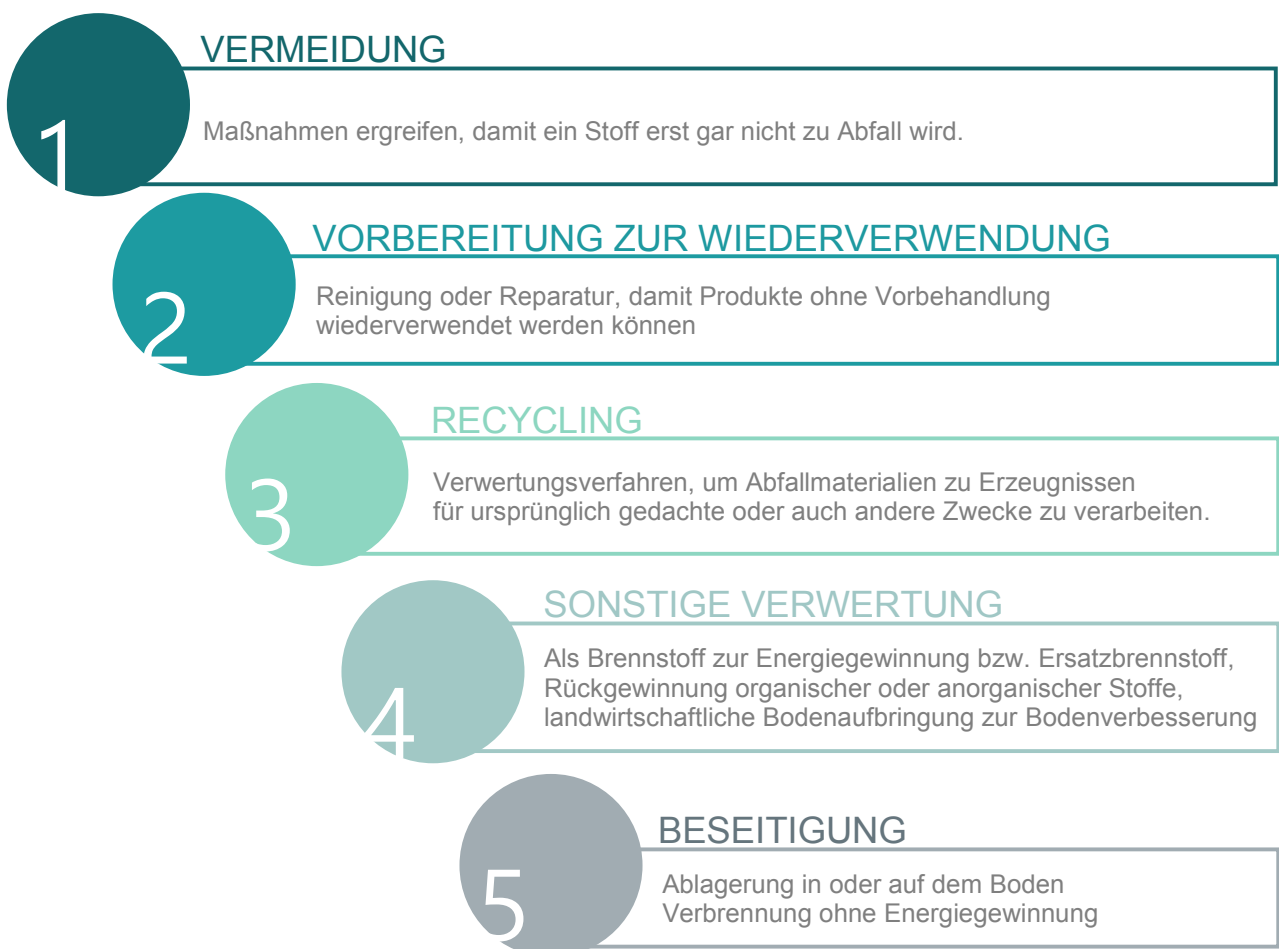 1
VERMEIDUNG
Maßnahmen ergreifen, damit ein Stoff erst gar nicht zu Abfall wird.
2
VORBEREITUNG ZUR WIEDERVERWENDUNG
Reinigung oder Reparatur, damit Produkte ohne Vorbehandlung
wiederverwendet werden können
3
RECYCLING
Verwertungsverfahren, um Abfallmaterialien zu Erzeugnissen
für ursprünglich gedachte oder auch andere Zwecke zu verarbeiten.
4
SONSTIGE VERWERTUNG
Als Brennstoff zur Energiegewinnung bzw. Ersatzbrennstoff,
Rückgewinnung organischer oder anorganischer Stoffe,
landwirtschaftliche Bodenaufbringung zur Bodenverbesserung
5
BESEITIGUNG
Ablagerung in oder auf dem Boden
Verbrennung ohne Energiegewinnung